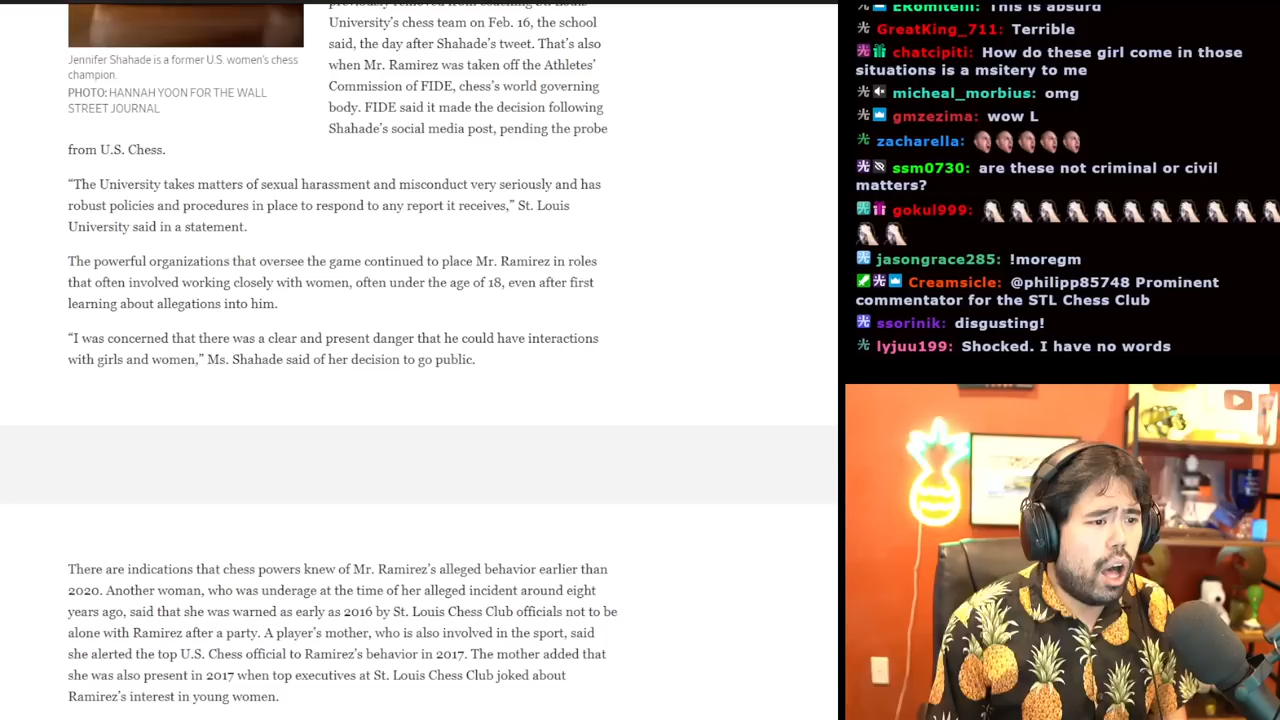 previously removed from coaching St. Louis
University's chess team on Feb. 16, the school
said, the day after Shahade's tweet. That's also
when Mr. Ramirez was taken off the Athletes'
Commission of FIDE, chess's world governing
body. FIDE said it made the decision following
Shahade's social media post, pending the probe
from U.S. Chess.
Jennifer Shahade is a former U.S. women's chess
champion.
PHOTO: HANNAH YOON FOR THE WALL
STREET JOURNAL
“The University takes matters of sexual harassment and misconduct very seriously and has
robust policies and procedures in place to respond to any report it receives,” St. Louis
University said in a statement.
The powerful organizations that oversee the game continued to place Mr. Ramirez in roles
that often involved working closely with women, often under the age of 18, even after first
learning about allegations into him.
“I was concerned that there was a clear and present danger that he could have interactions
with girls and women,” Ms. Shahade said of her decision to go public.
There are indications that chess powers knew of Mr. Ramirez's alleged behavior earlier than
2020. Another woman, who was underage at the time of her alleged incident around eight
years ago, said that she was warned as early as 2016 by St. Louis Chess Club officials not to be
alone with Ramirez after a party. A player's mother, who is also involved in the sport, said
she alerted the top U.S. Chess official to Ramirez's behavior in 2017. The mother added that
she was also present in 2017 when top executives at St. Louis Chess Club joked about
Ramirez's interest in young women.
ERomitelli: This is absurd
GreatKing_711: Terrible
chatcipiti: How do these girl come in those
situations is a msitery to me
micheal_morbius: omg
gmzezima: wow L
zacharella:
ssm0730: are these not criminal or civil
matters?
gokul999:
jasongrace285: !moregm
Creamsicle: @philipp85748 Prominent
commentator for the STL Chess Club
ssorinik: disgusting!
lyjuu199: Shocked. I have no words